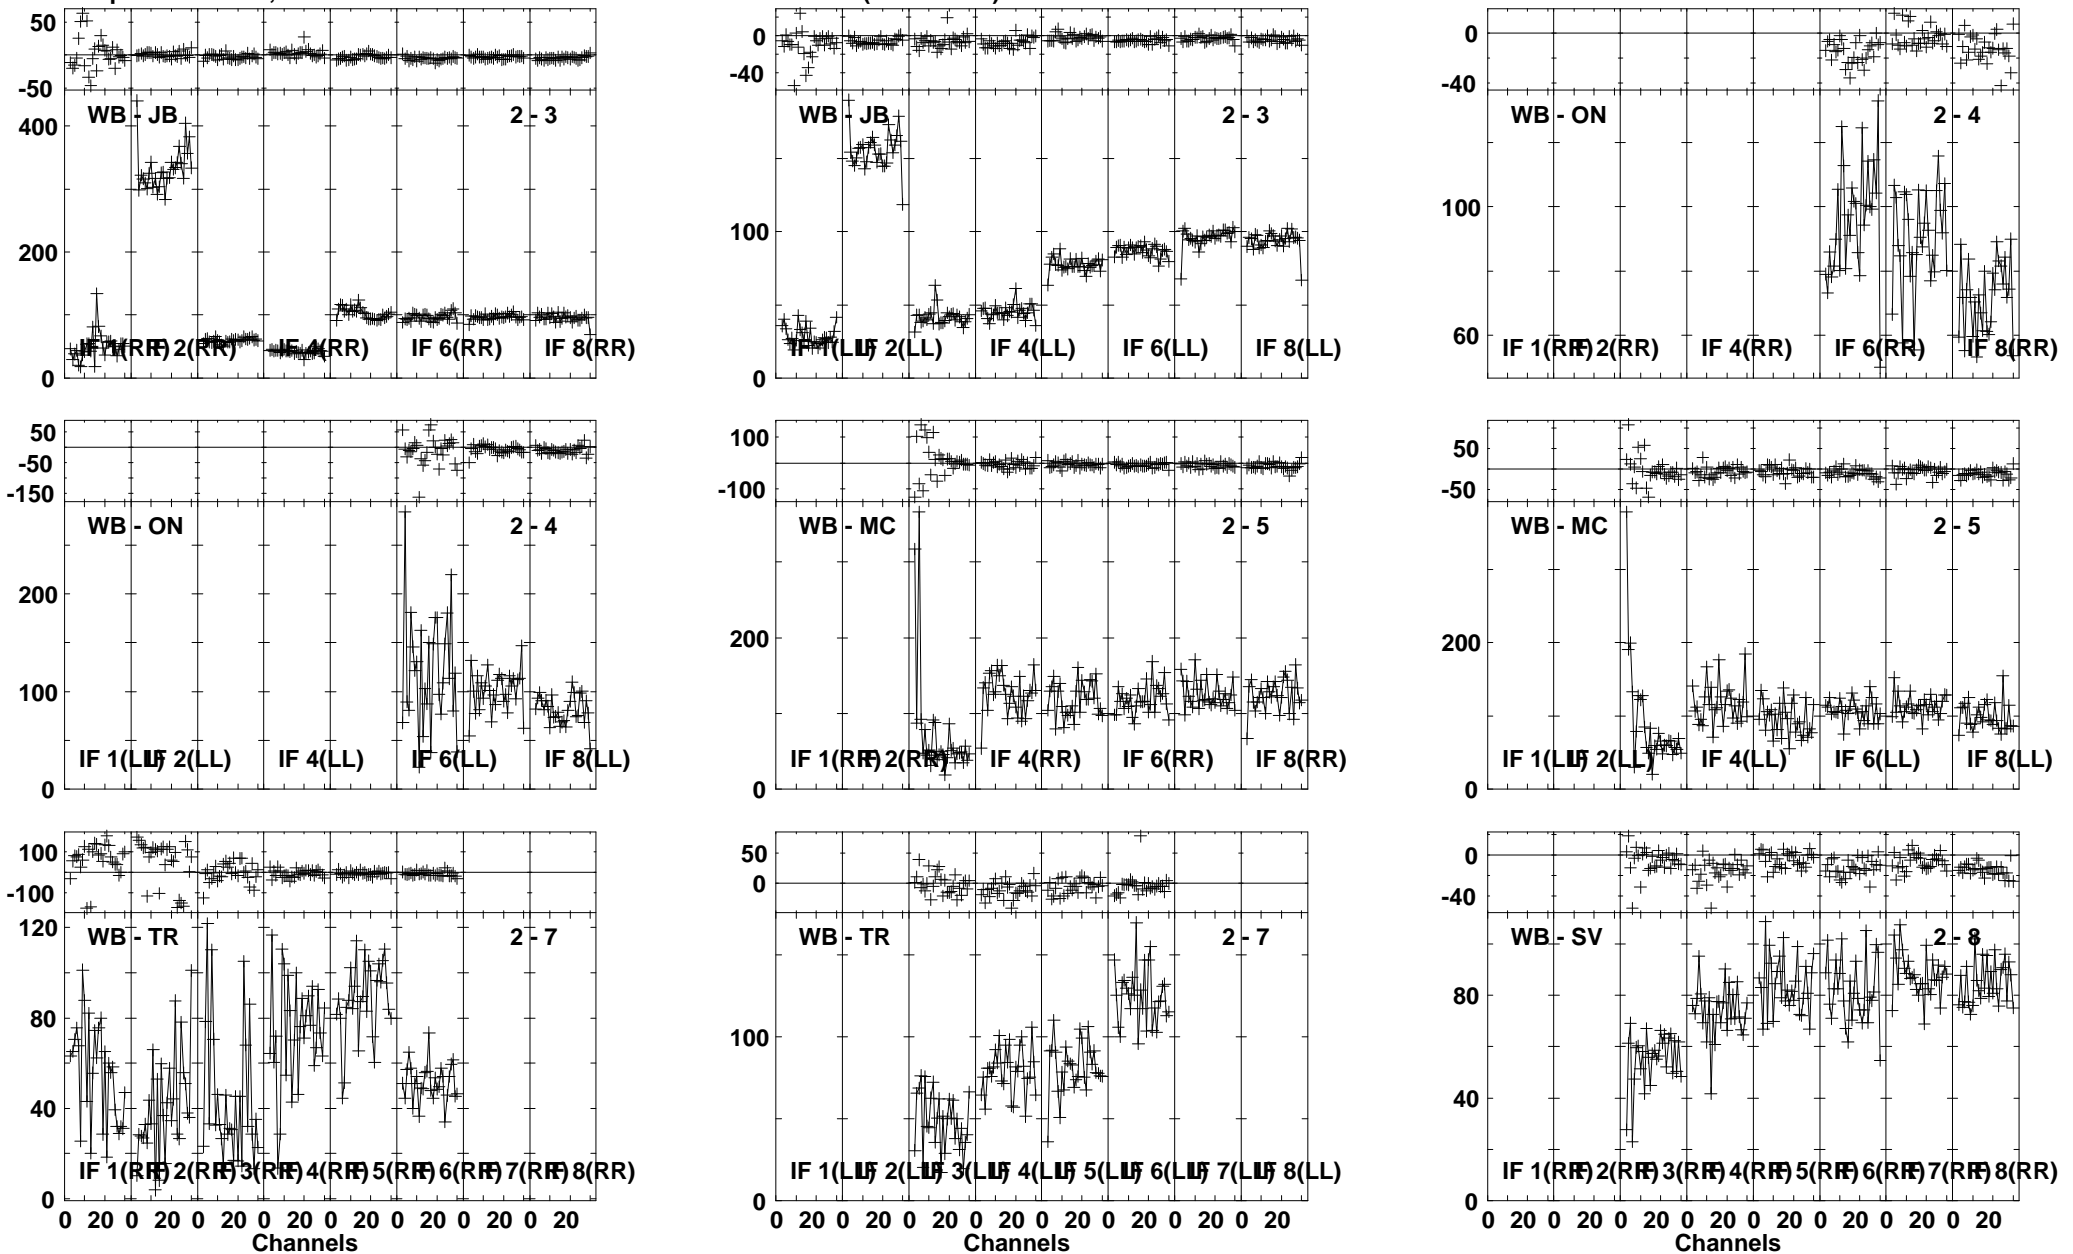 50
0
-50
WB - JB
2 - 3
400
200
0
IF 1(RR)
IF 2(RR)
IF 4(RR)
IF 6(RR)
IF 8(RR)
0
-40
WB - JB
2 - 3
100
0
IF 1(LL)
IF 2(LL)
IF 4(LL)
IF 6(LL)
IF 8(LL)
0
-40
WB - ON
2 - 4
100
60
IF 1(RR)
IF 2(RR)
IF 4(RR)
IF 6(RR)
IF 8(RR)
50
-50
-150
WB - ON
2 - 4
200
100
0
IF 1(LL)
IF 2(LL)
IF 4(LL)
IF 6(LL)
IF 8(LL)
100
-100
WB - MC
2 - 5
200
0
IF 1(RR)
IF 2(RR)
IF 4(RR)
IF 6(RR)
IF 8(RR)
50
-50
WB - MC
2 - 5
200
0
IF 1(LL)
IF 2(LL)
IF 4(LL)
IF 6(LL)
IF 8(LL)
100
-100
WB - TR
2 - 7
120
80
40
0
IF 1(RR)
IF 2(RR)
IF 3(RR)
IF 4(RR)
IF 5(RR)
IF 6(RR)
IF 7(RR)
IF 8(RR)
0 20 0 20 0 20 0 20 0 20 0 20 0 20 0 20
Channels
50
0
WB - TR
2 - 7
100
0
IF 1(LL)
IF 2(LL)
IF 3(LL)
IF 4(LL)
IF 5(LL)
IF 6(LL)
IF 7(LL)
IF 8(LL)
0 20 0 20 0 20 0 20 0 20 0 20 0 20 0 20
Channels
0
-40
WB - SV
2 - 8
80
40
0
IF 1(RR)
IF 2(RR)
IF 3(RR)
IF 4(RR)
IF 5(RR)
IF 6(RR)
IF 7(RR)
IF 8(RR)
0 20 0 20 0 20 0 20 0 20 0 20 0 20 0 20
Channels